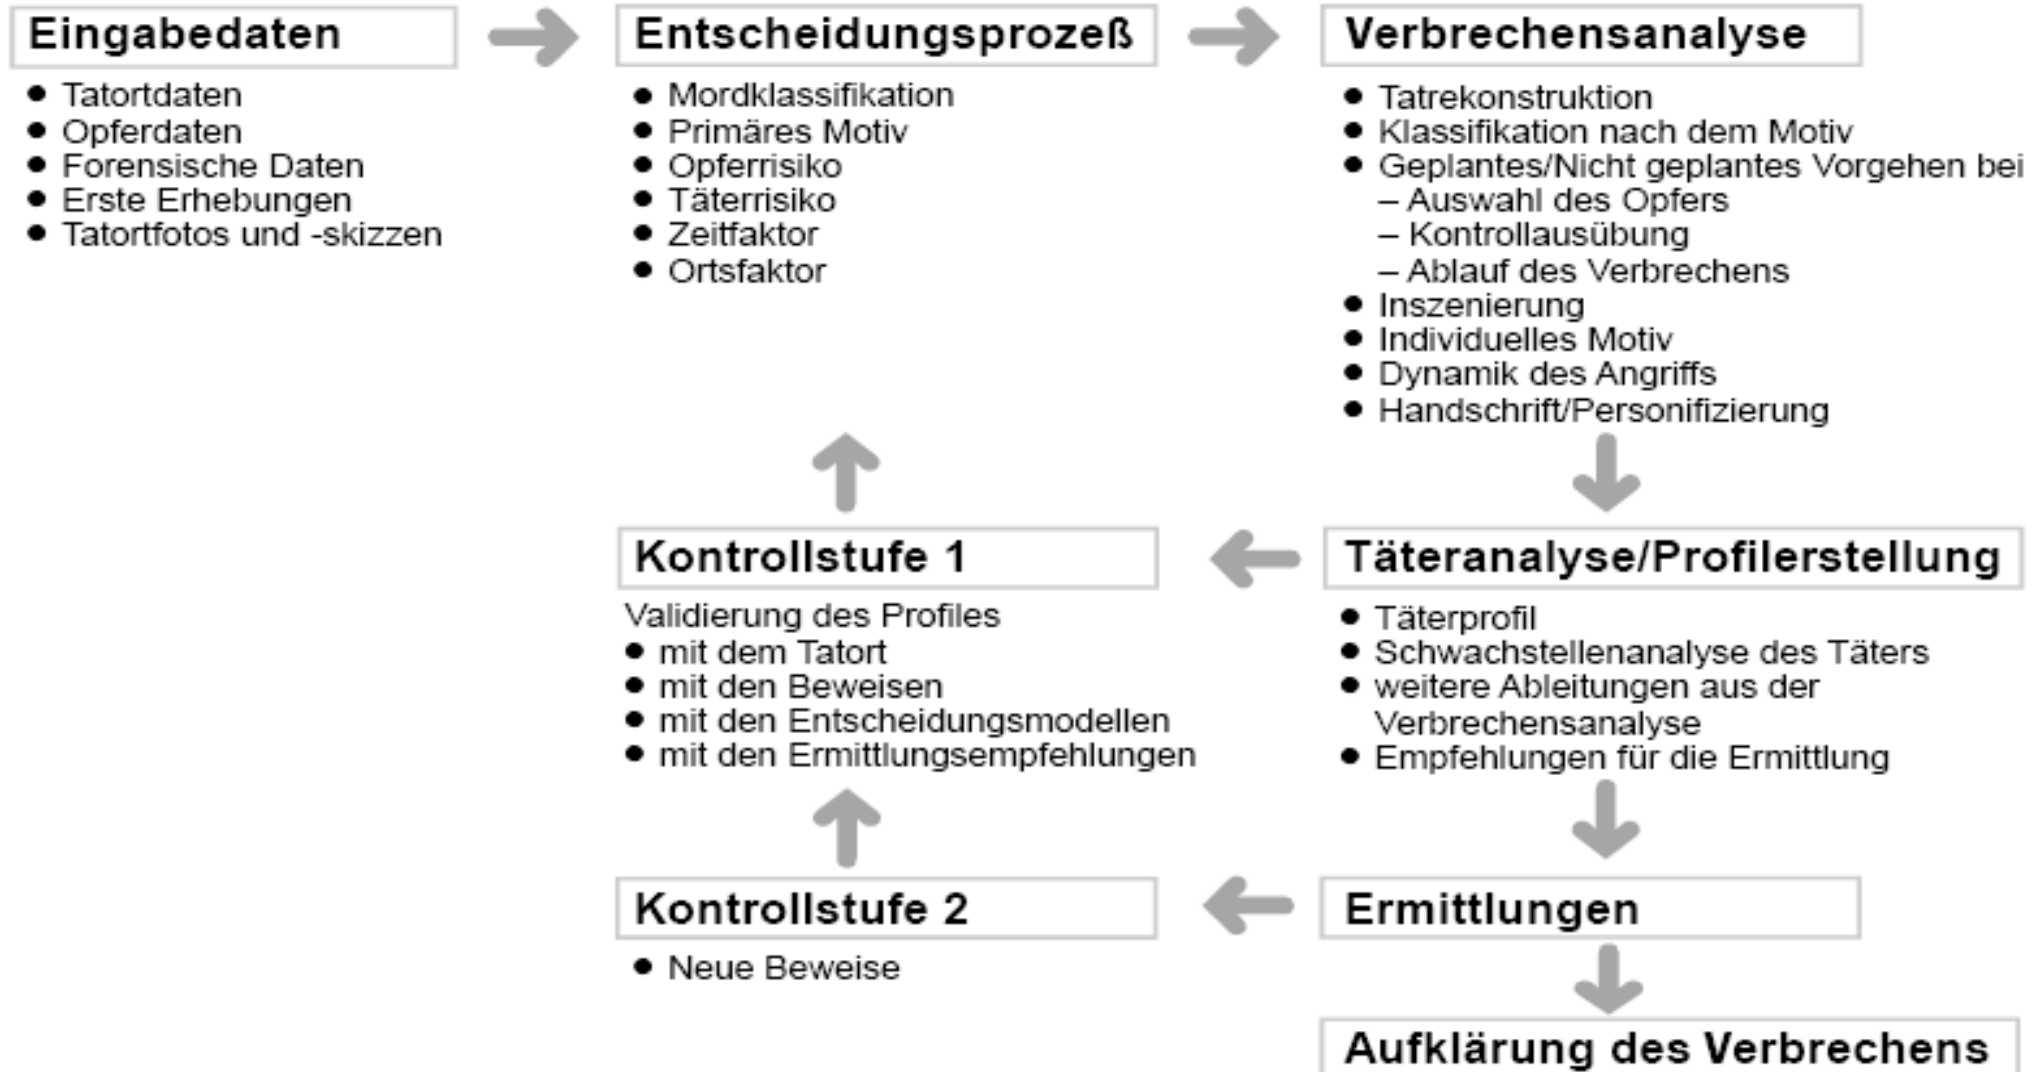 Eingabedaten
• Tatortdaten
• Opferdaten
• Forensische Daten
• Erste Erhebungen
• Tatortfotos und -skizzen
Entscheidungsprozeß
• Mordklassifikation
• Primäres Motiv
• Opferrisiko
• Täterrisiko
• Zeitfaktor
• Ortsfaktor
Verbrechensanalyse
• Tatrekonstruktion
• Klassifikation nach dem Motiv
• Geplantes/Nicht geplantes Vorgehen bei
– Auswahl des Opfers
– Kontrollausübung
– Ablauf des Verbrechens
• Inszenierung
• Individuelles Motiv
• Dynamik des Angriffs
• Handschrift/Personifizierung
Kontrollstufe 1
Validierung des Profiles
• mit dem Tatort
• mit den Beweisen
• mit den Entscheidungsmodellen
• mit den Ermittlungsempfehlungen
Täteranalyse/Profilerstellung
• Täterprofil
• Schwachstellenanalyse des Täters
• weitere Ableitungen aus der
Verbrechensanalyse
• Empfehlungen für die Ermittlung
Kontrollstufe 2
• Neue Beweise
Ermittlungen
Aufklärung des Verbrechens